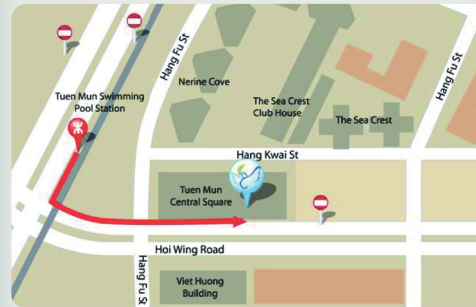 Hang Fu St
Hang Fu St
Nerine Cove
Tuen Mun Swimming
Pool Station
The Sea Crest
Club House
The Sea Crest
Hang Kwai St
Tuen Mun
Central Square
Hoi Wing Road
Hang Fu St
Viet Huong
Building